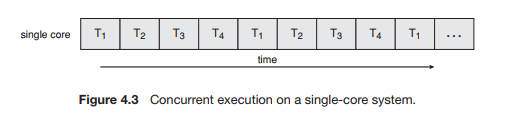 single core T₁ T₂ T₃ T₄ T₁ T₂ T₃ T₄ T₁ ...
time
Figure 4.3 Concurrent execution on a single-core system.